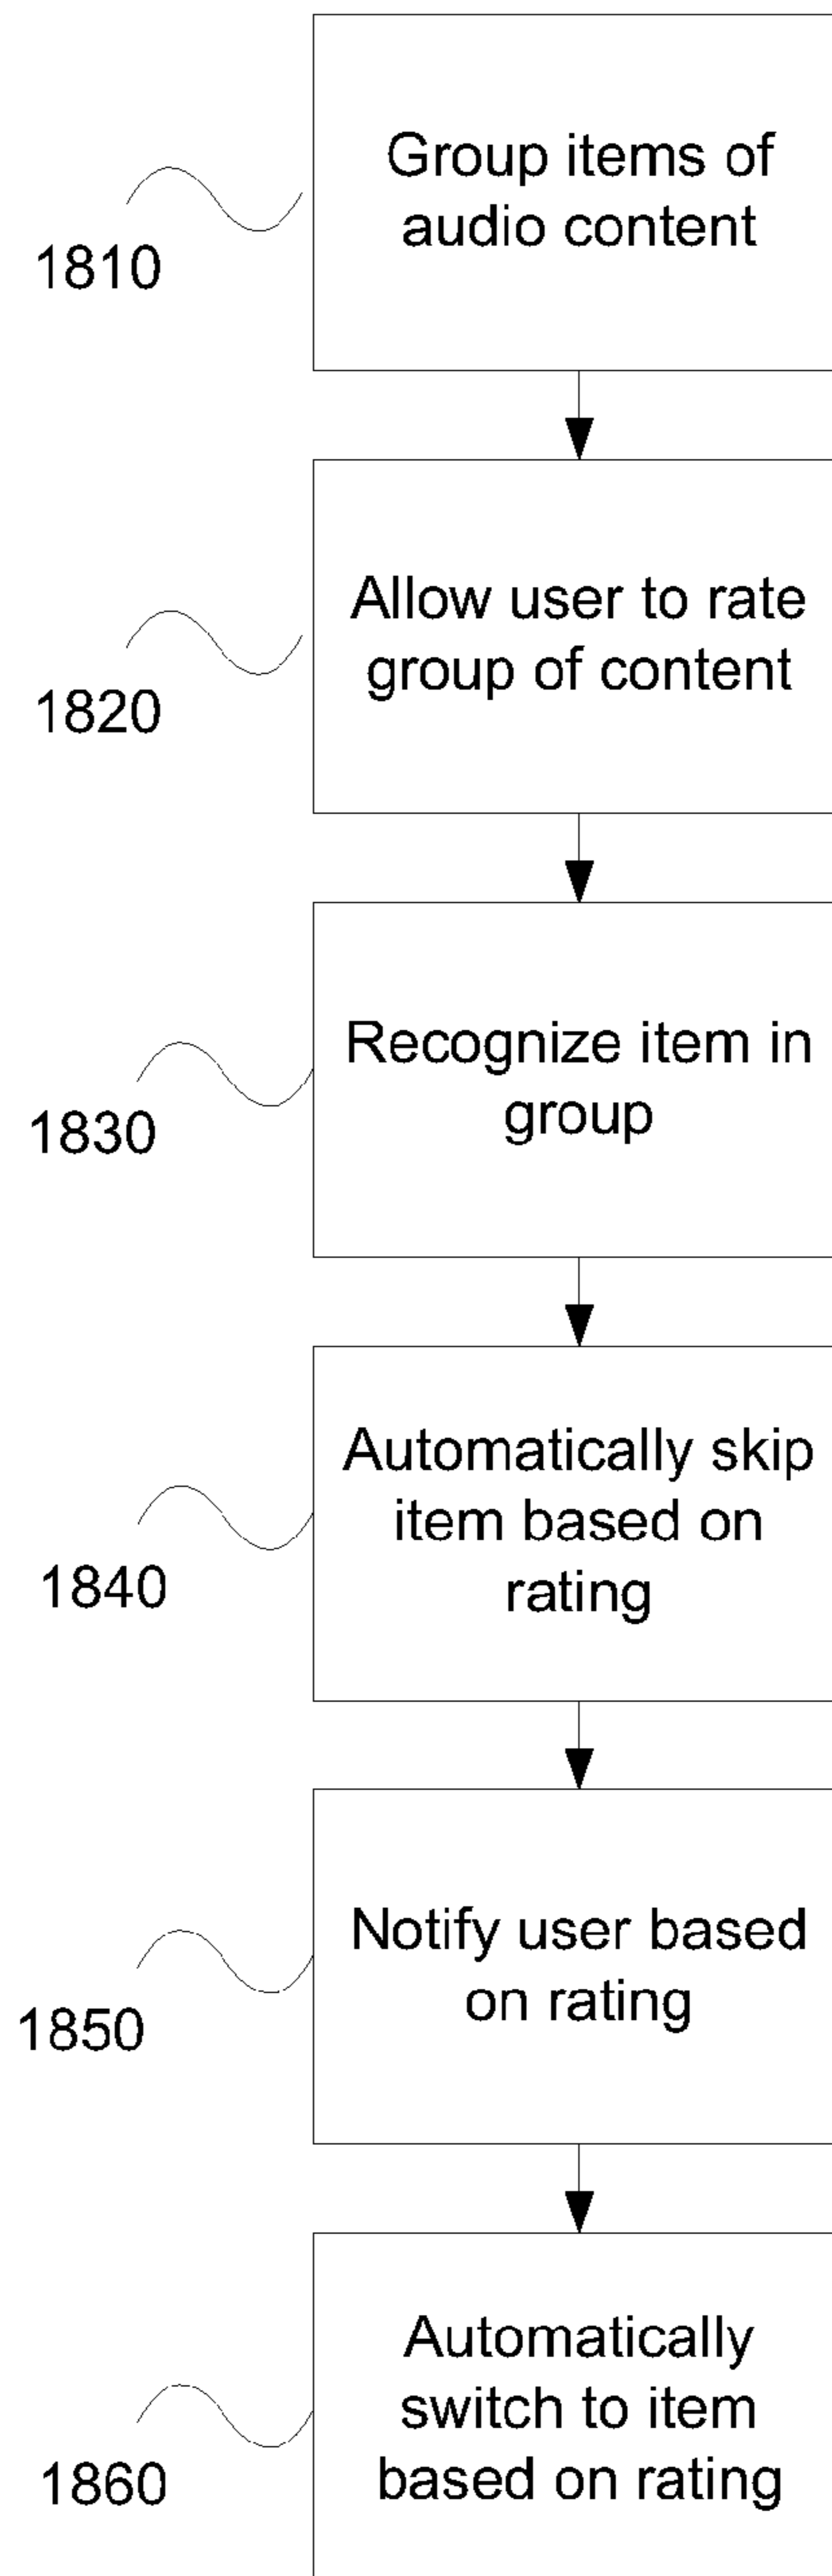 Group items of
audio content
1810
Allow user to rate
group of content
1820
Recognize item in
group
1830
Automatically skip
item based on
rating
1840
Notify user based
on rating
1850
Automatically
switch to item
based on rating
1860